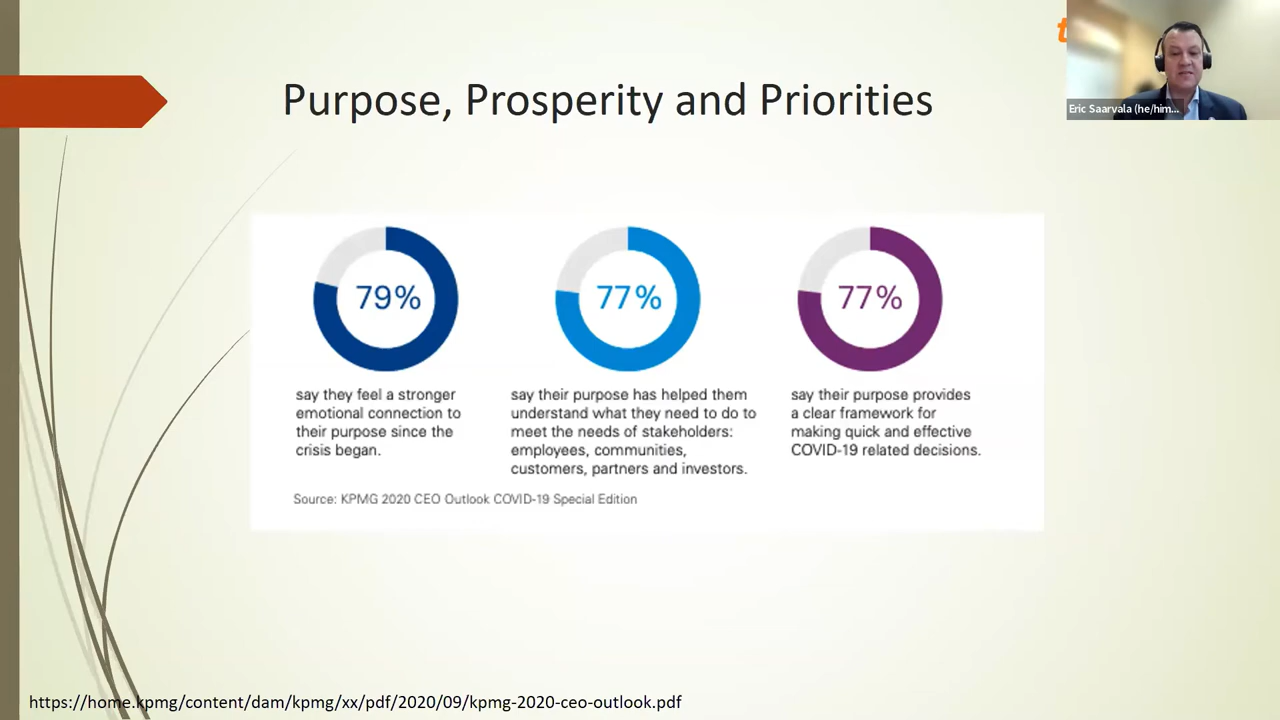 Purpose, Prosperity and Priorities
Eric Saarvala (he/him...
79%
say they feel a stronger
emotional connection to
their purpose since the
crisis began.
77%
say their purpose has helped them
understand what they need to do to
meet the needs of stakeholders:
employees, communities,
customers, partners and investors.
77%
say their purpose provides
a clear framework for
making quick and effective
COVID-19 related decisions.
Source: KPMG 2020 CEO Outlook COVID-19 Special Edition
https://home.kpmg/content/dam/kpmg/xx/pdf/2020/09/kpmg-2020-ceo-outlook.pdf